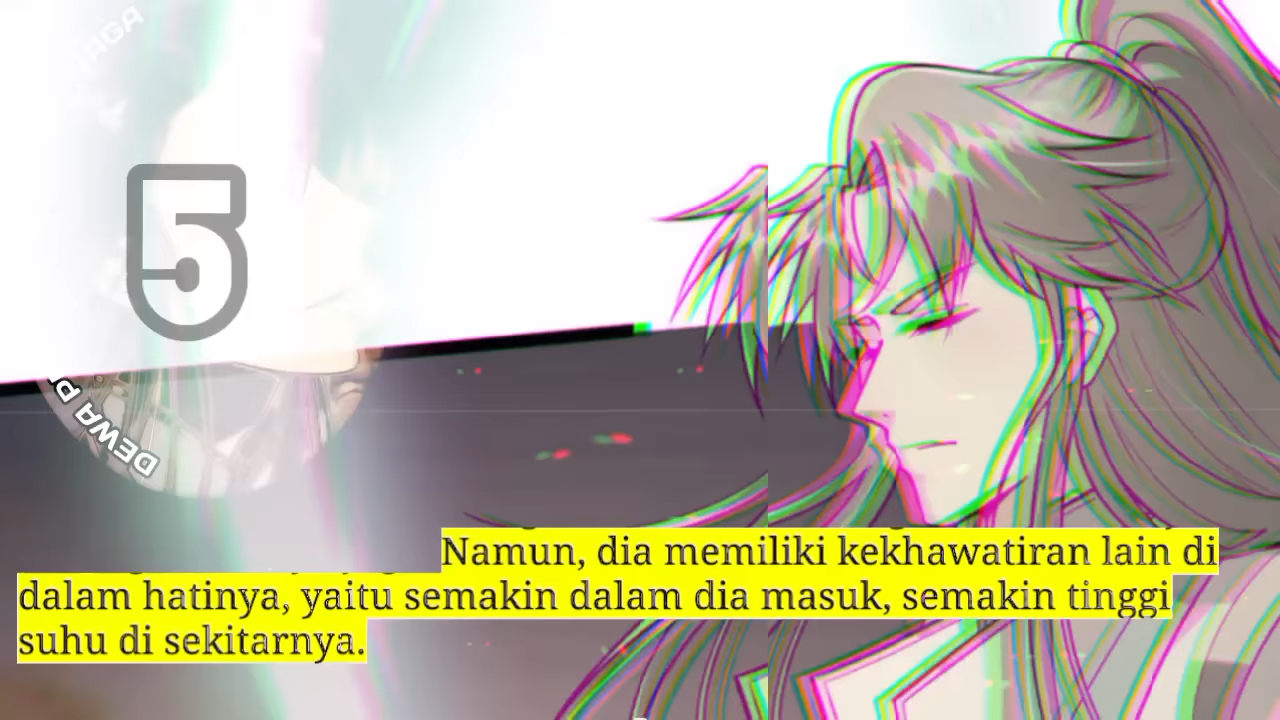 5
DEWA P
Namun, dia memiliki kekhawatiran lain di
dalam hatinya, yaitu semakin dalam dia masuk, semakin tinggi
suhu di sekitarnya.